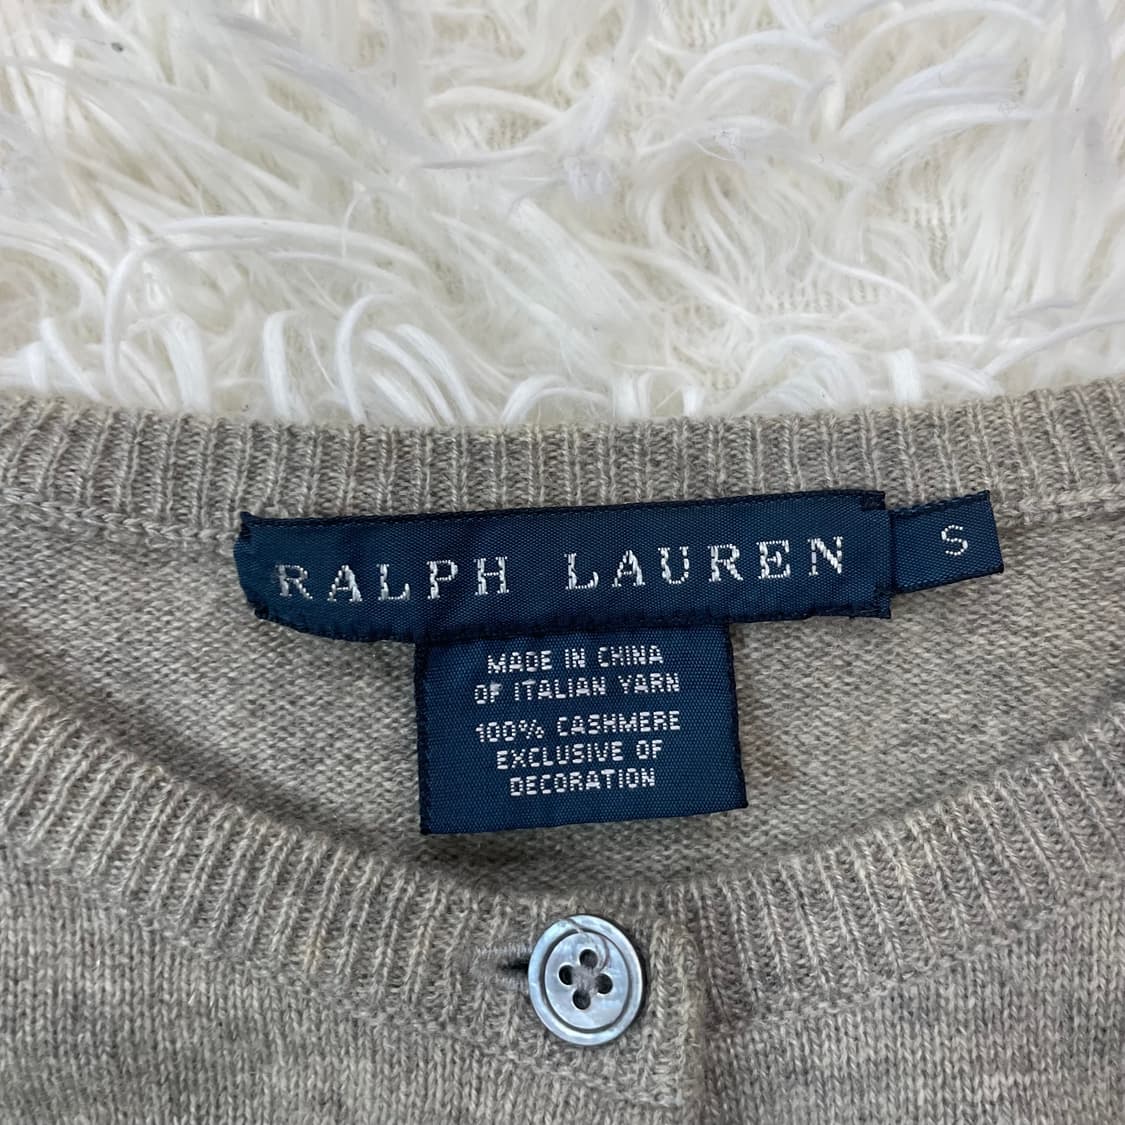 RALPH LAUREN
S
MADE IN CHINA
OF ITALIAN YARN
100% CASHMERE
EXCLUSIVE OF
DECORATION